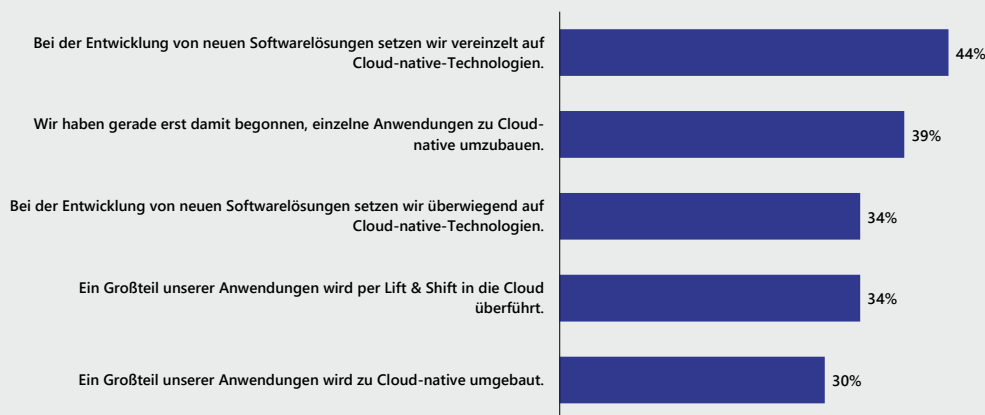 Bei der Entwicklung von neuen Softwarelösungen setzen wir vereinzelt auf
Cloud-native-Technologien.
44%
Wir haben gerade erst damit begonnen, einzelne Anwendungen zu Cloud-
native umzubauen.
39%
Bei der Entwicklung von neuen Softwarelösungen setzen wir überwiegend auf
Cloud-native-Technologien.
34%
Ein Großteil unserer Anwendungen wird per Lift & Shift in die Cloud
überführt.
34%
Ein Großteil unserer Anwendungen wird zu Cloud-native umgebaut.
30%